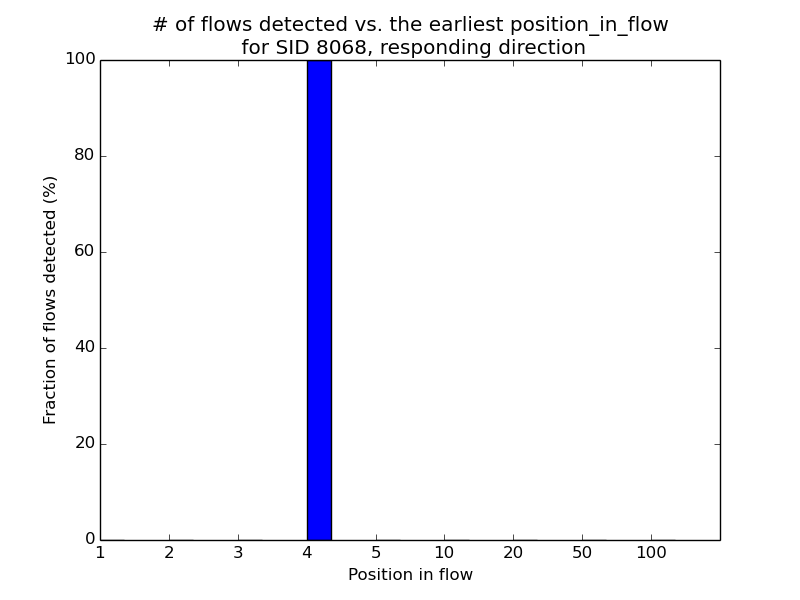 # of flows detected vs. the earliest position_in_flow
for SID 8068, responding direction
100
80
60
40
20
0
Fraction of flows detected (%)
1 2 3 4 5 10 20 50 100
Position in flow